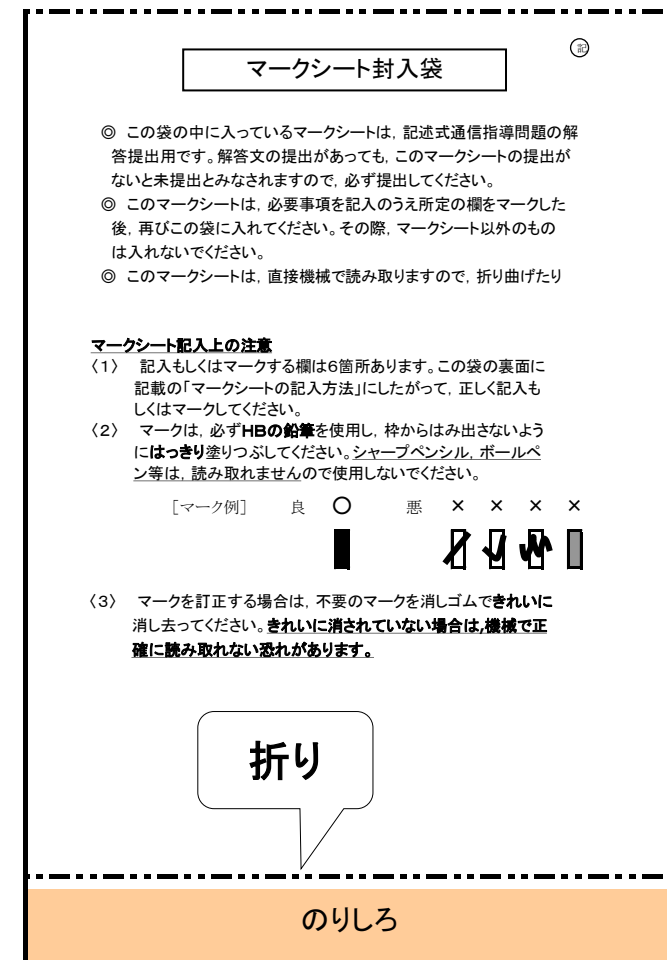 記
マークシート封入袋
◎ この袋の中に入っているマークシートは，記述式通信指導問題の解
答提出用です。解答文の提出があっても，このマークシートの提出が
ないと未提出とみなされますので，必ず提出してください。
◎ このマークシートは，必要事項を記入のうえ所定の欄をマークした
後，再びこの袋に入れてください。その際，マークシート以外のもの
は入れないでください。
◎ このマークシートは，直接機械で読み取りますので，折り曲げたり
マークシート記入上の注意
〈1〉 記入もしくはマークする欄は6箇所あります。この袋の裏面に
記載の「マークシートの記入方法」にしたがって，正しく記入も
しくはマークしてください。
〈2〉 マークは，必ずHBの鉛筆を使用し，枠からはみ出さないよう
にはっきり塗りつぶしてください。シャープペンシル，ボールペ
ン等は，読み取れませんので使用しないでください。
［マーク例］ 良 ○ 悪 × × × ×
〈3〉 マークを訂正する場合は，不要のマークを消しゴムできれいに
消し去ってください。きれいに消されていない場合は,機械で正
確に読み取れない恐れがあります。
折り
のりしろ